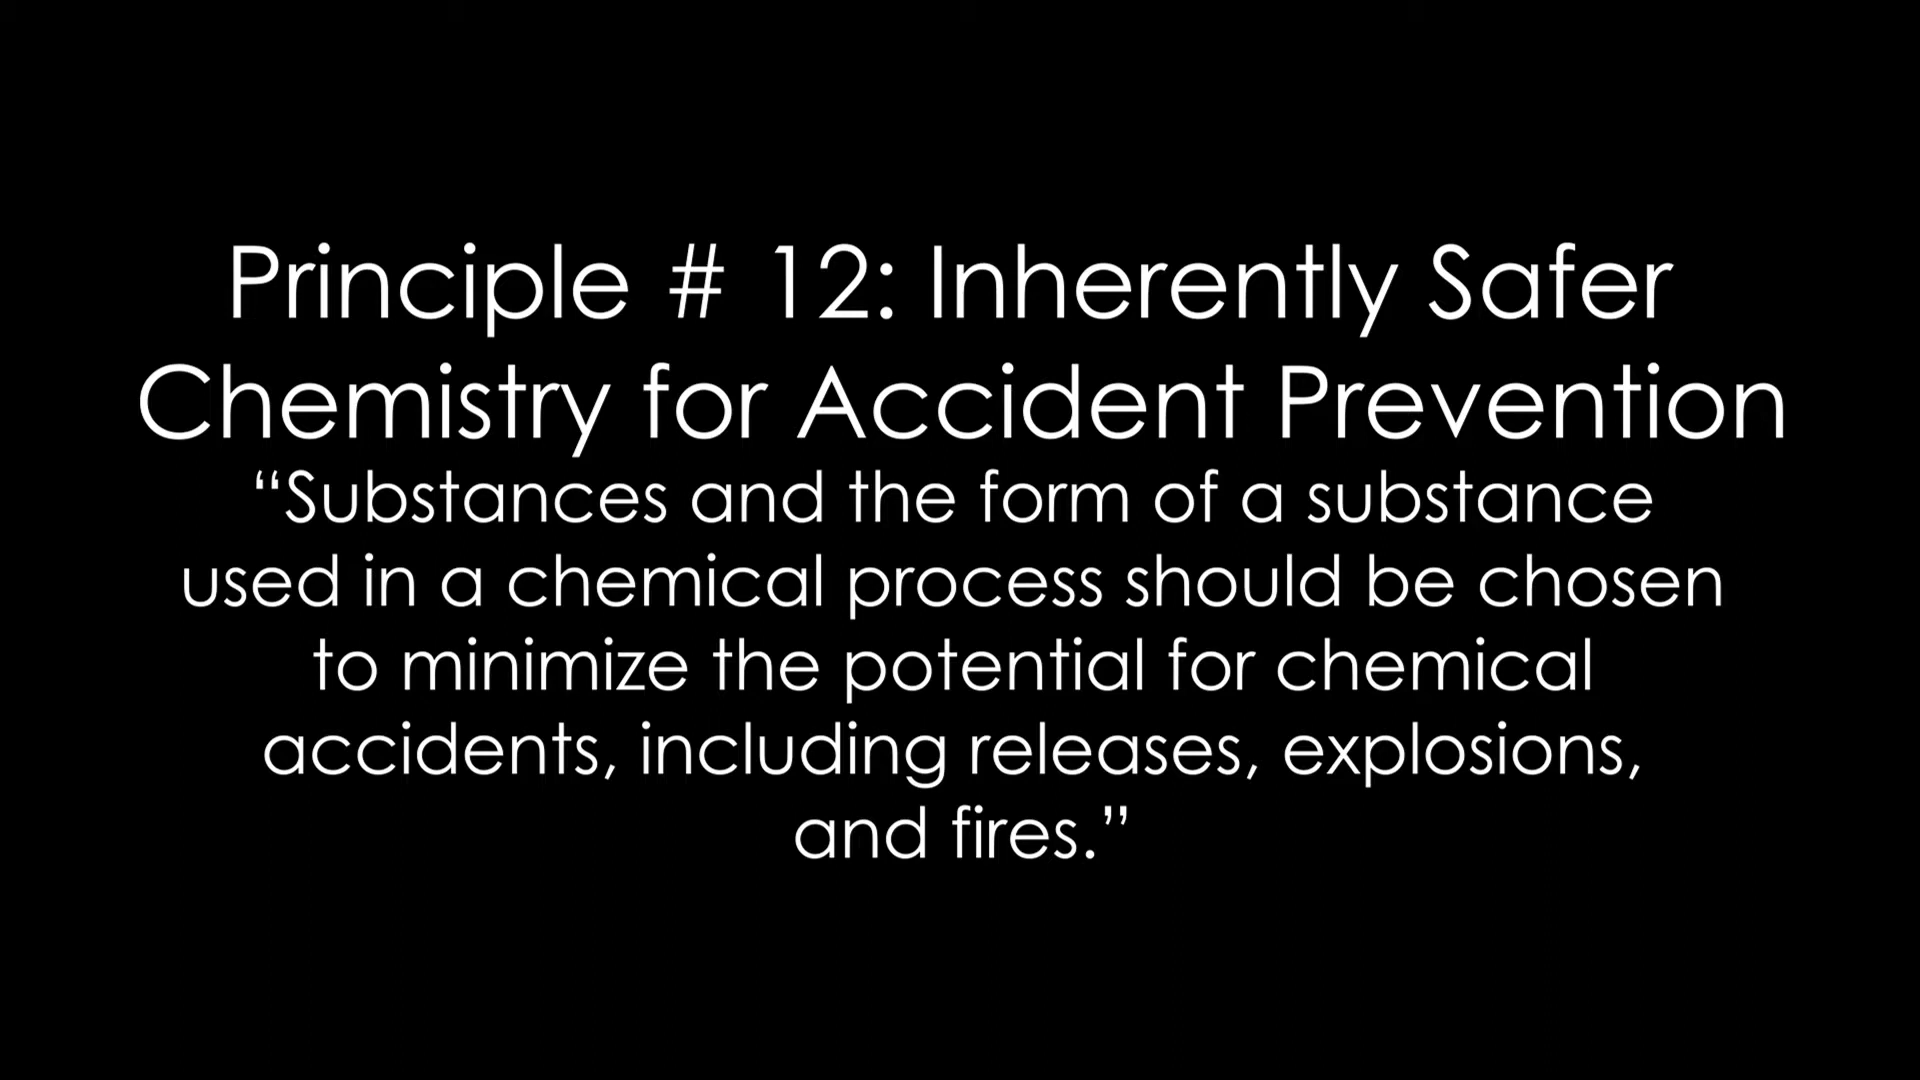 Principle # 12: Inherently Safer
Chemistry for Accident Prevention
“Substances and the form of a substance
used in a chemical process should be chosen
to minimize the potential for chemical
accidents, including releases, explosions,
and fires.”